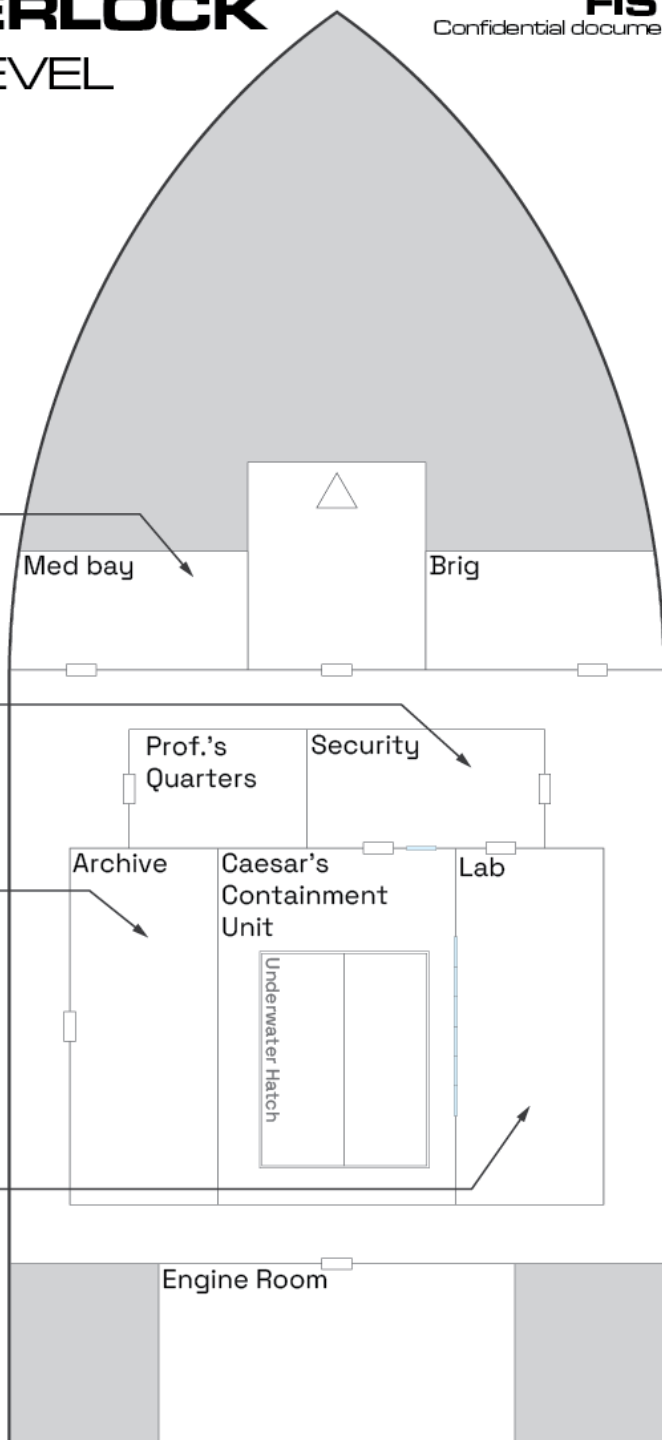 ERLOCK
FIS
Confidential docume
EVEL
Med bay
Brig
Prof.'s
Quarters
Security
Archive
Caesar's
Containment
Unit
Lab
Underwater Hatch
Engine Room